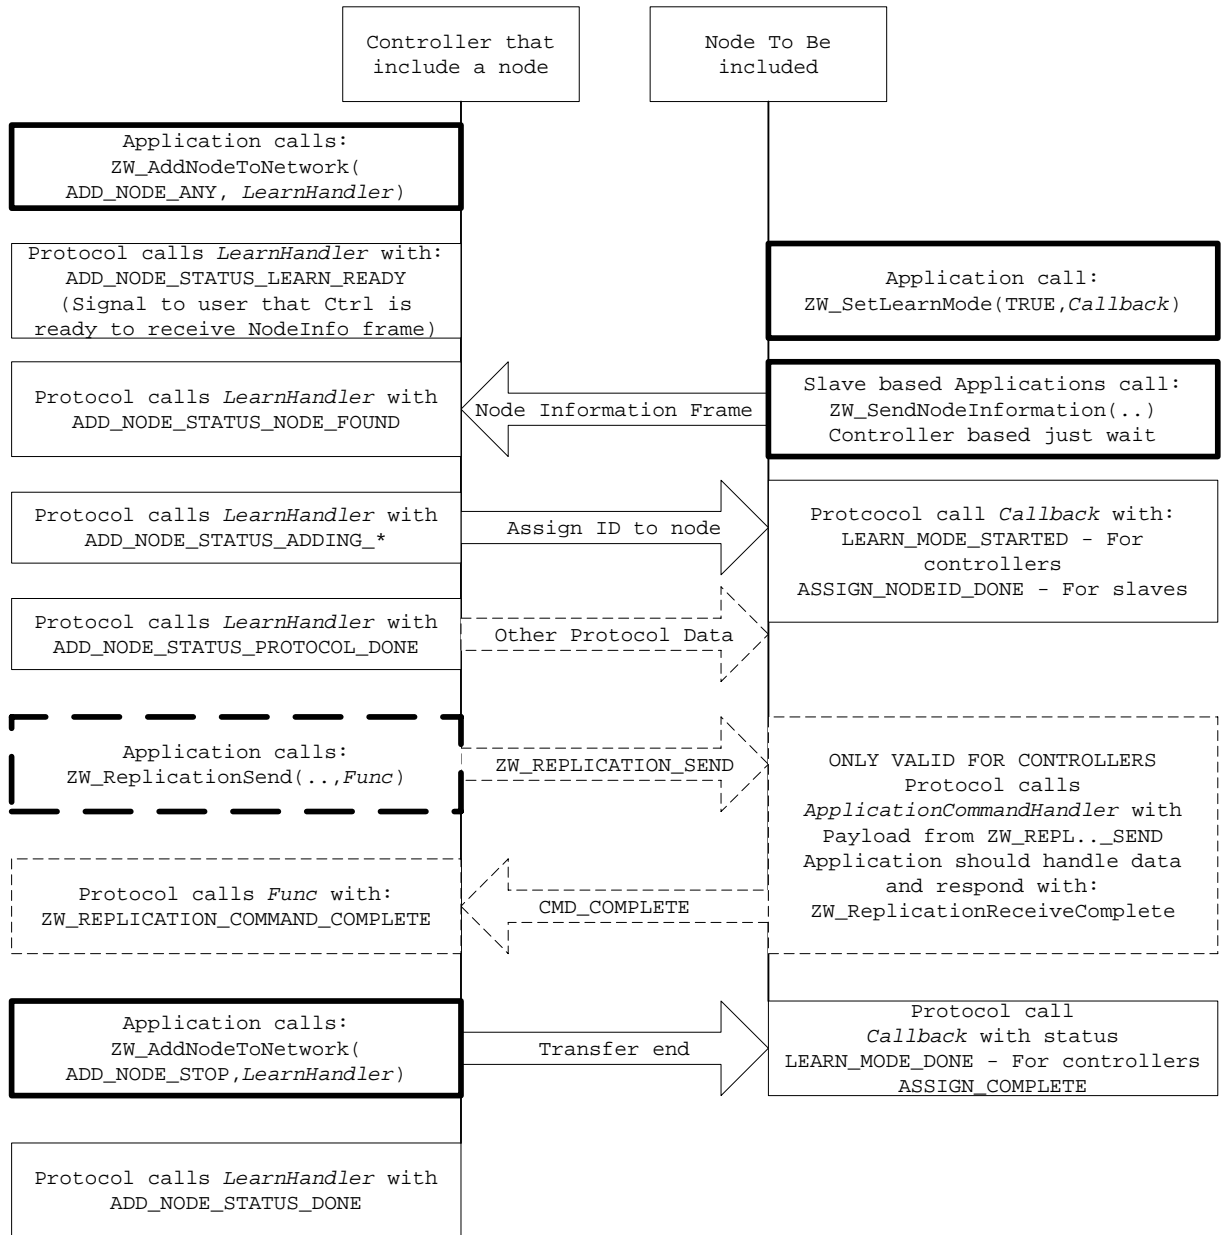 Controller that
include a node
Node To Be
included
Application calls:
ZW_AddNodeToNetwork(
ADD_NODE_ANY, LearnHandler)
Protocol calls LearnHandler with:
ADD_NODE_STATUS_LEARN_READY
(Signal to user that Ctrl is
ready to receive NodeInfo frame)
Application call:
ZW_SetLearnMode(TRUE,Callback)
Protocol calls LearnHandler with
ADD_NODE_STATUS_NODE_FOUND
Node Information Frame
Slave based Applications call:
ZW_SendNodeInformation(..)
Controller based just wait
Protocol calls LearnHandler with
ADD_NODE_STATUS_ADDING_*
Assign ID to node
Protcocol call Callback with:
LEARN_MODE_STARTED - For
controllers
ASSIGN_NODEID_DONE - For slaves
Protocol calls LearnHandler with
ADD_NODE_STATUS_PROTOCOL_DONE
Other Protocol Data
Application calls:
ZW_ReplicationSend(..,Func)
ZW_REPLICATION_SEND
ONLY VALID FOR CONTROLLERS
Protocol calls
ApplicationCommandHandler with
Payload from ZW_REPL.._SEND
Application should handle data
and respond with:
ZW_ReplicationReceiveComplete
Protocol calls Func with:
ZW_REPLICATION_COMMAND_COMPLETE
CMD_COMPLETE
Application calls:
ZW_AddNodeToNetwork(
ADD_NODE_STOP,LearnHandler)
Transfer end
Protocol call
Callback with status
LEARN_MODE_DONE - For controllers
ASSIGN_COMPLETE
Protocol calls LearnHandler with
ADD_NODE_STATUS_DONE